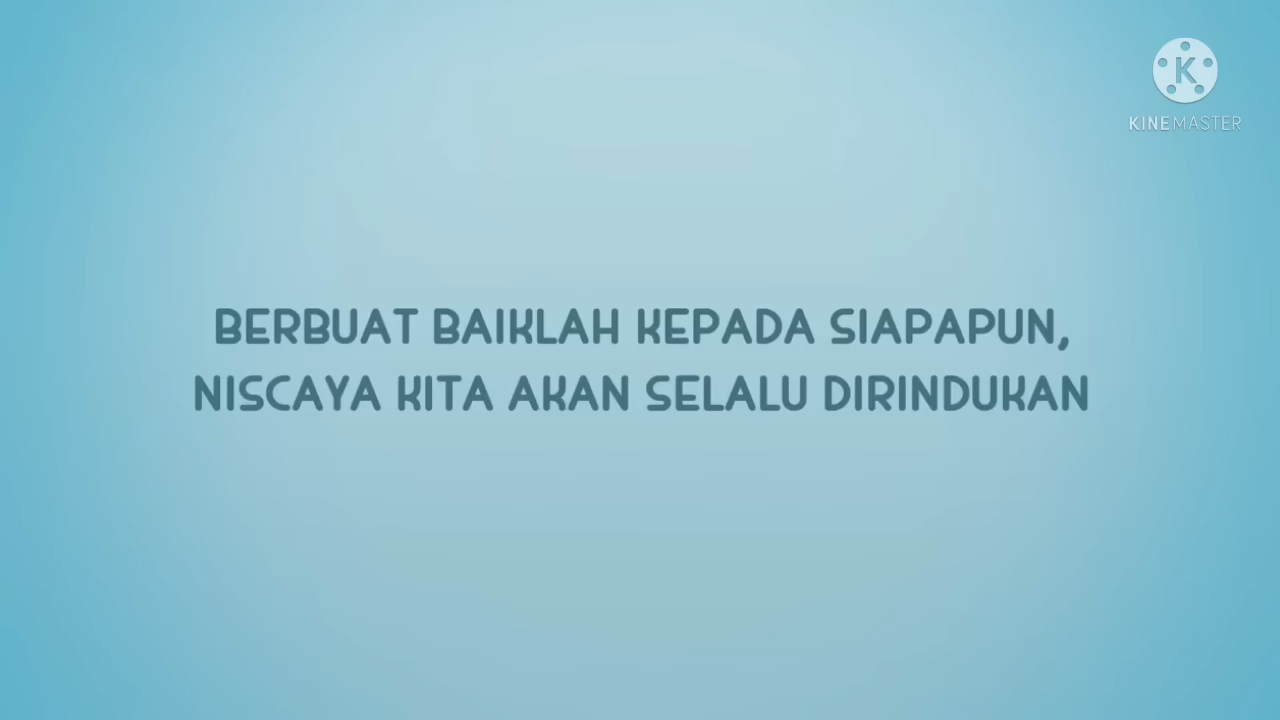 KINEMASTER
BERBUAT BAIKLAH KEPADA SIAPAPUN,
NISCAYA KITA AKAN SELALU DIRINDUKAN